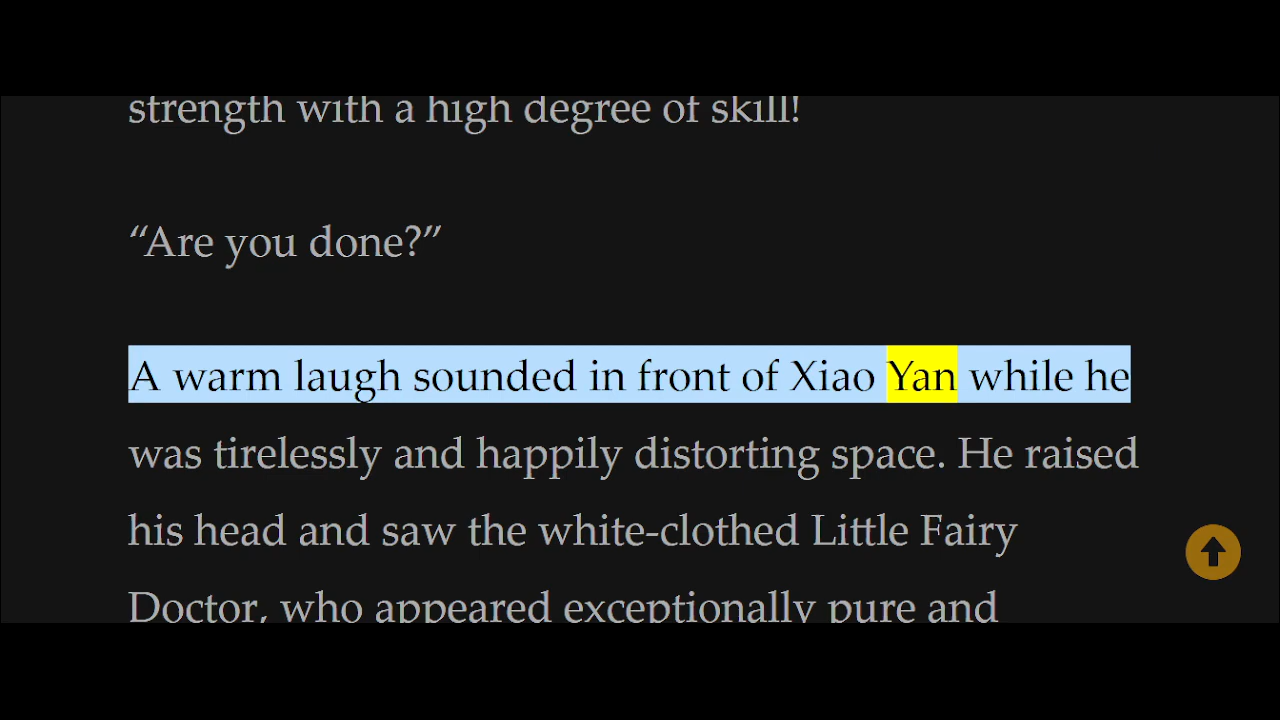 strength with a high degree of skill!
“Are you done?”
A warm laugh sounded in front of Xiao Yan while he
was tirelessly and happily distorting space. He raised
his head and saw the white-clothed Little Fairy
Doctor, who appeared exceptionally pure and